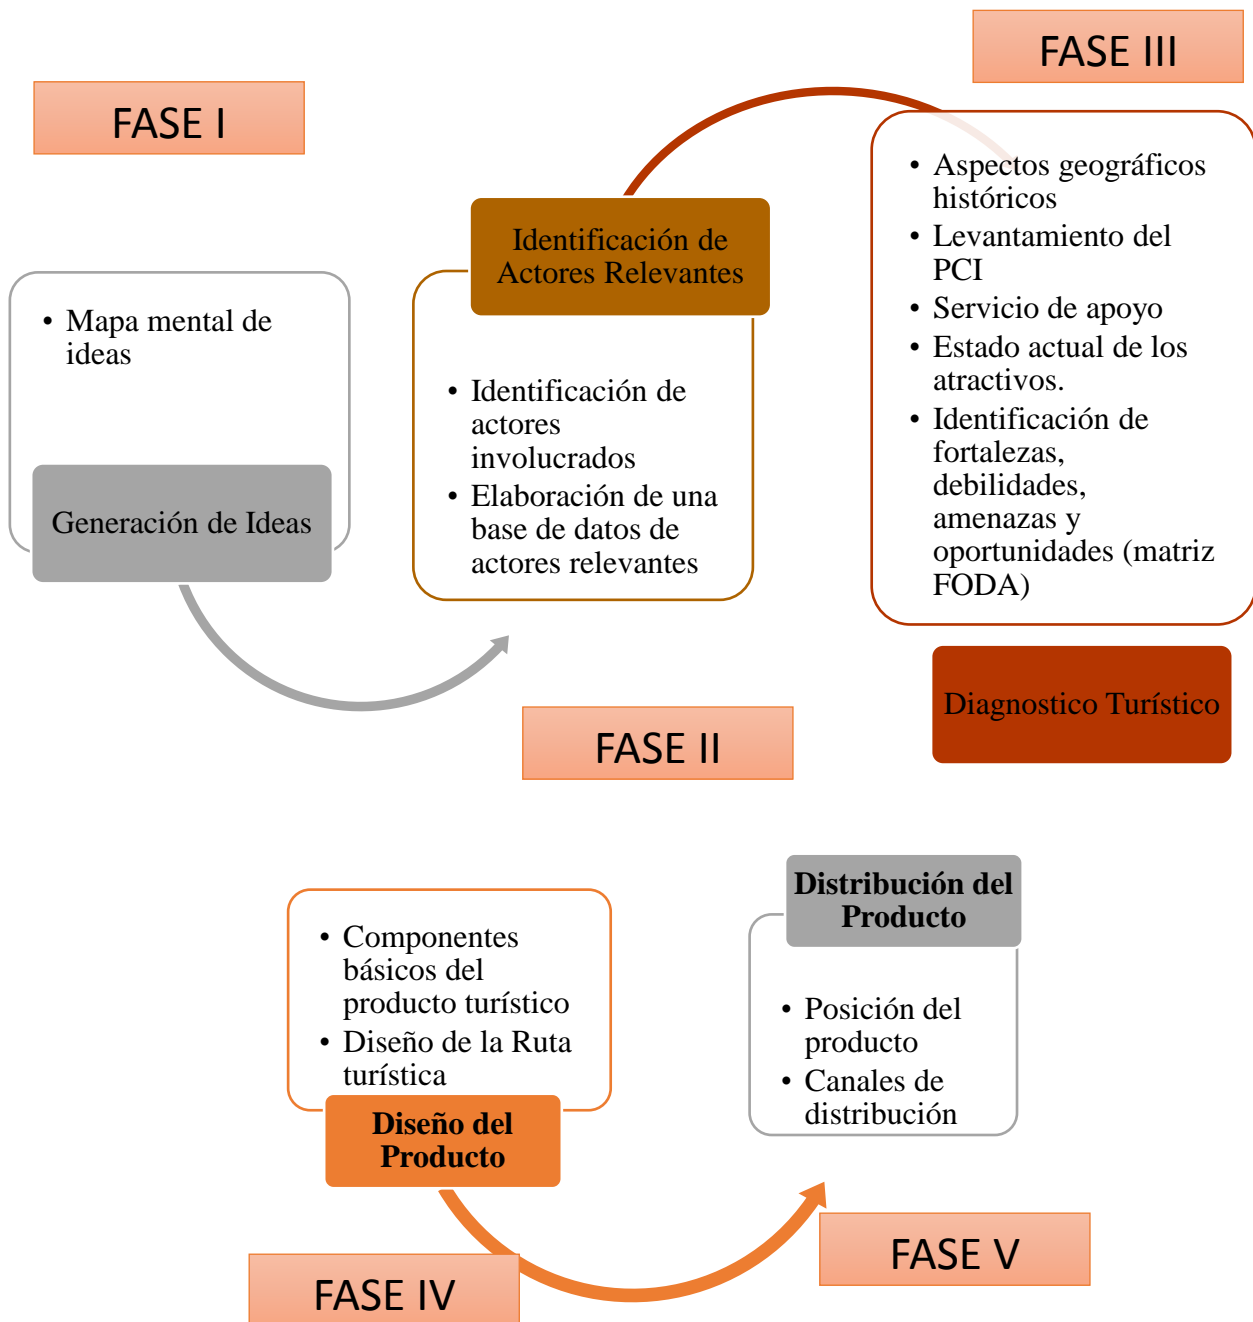 FASE I
• Mapa mental de
ideas
Generación de Ideas
Identificación de
Actores Relevantes
• Identificación de
actores
involucrados
• Elaboración de una
base de datos de
actores relevantes
FASE II
FASE III
• Aspectos geográficos
históricos
• Levantamiento del
PCI
• Servicio de apoyo
• Estado actual de los
atractivos.
• Identificación de
fortalezas,
debilidades,
amenazas y
oportunidades (matriz
FODA)
Diagnostico Turístico
• Componentes
básicos del
producto turístico
• Diseño de la Ruta
turística
Diseño del
Producto
FASE IV
Distribución del
Producto
• Posición del
producto
• Canales de
distribución
FASE V